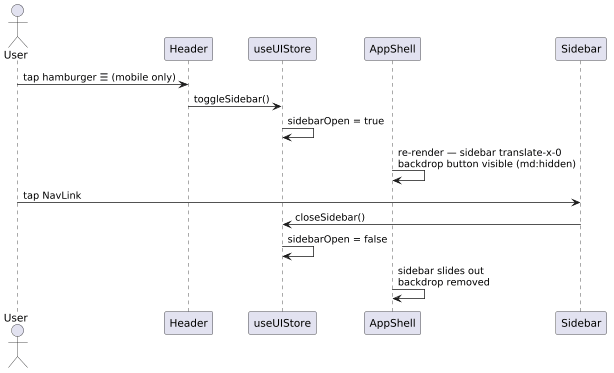 User
Header
useUIStore
AppShell
Sidebar
tap hamburger ☰ (mobile only)
toggleSidebar()
sidebarOpen = true
re-render — sidebar translate-x-0
backdrop button visible (md:hidden)
tap NavLink
closeSidebar()
sidebarOpen = false
sidebar slides out
backdrop removed
User
Header
useUIStore
AppShell
Sidebar